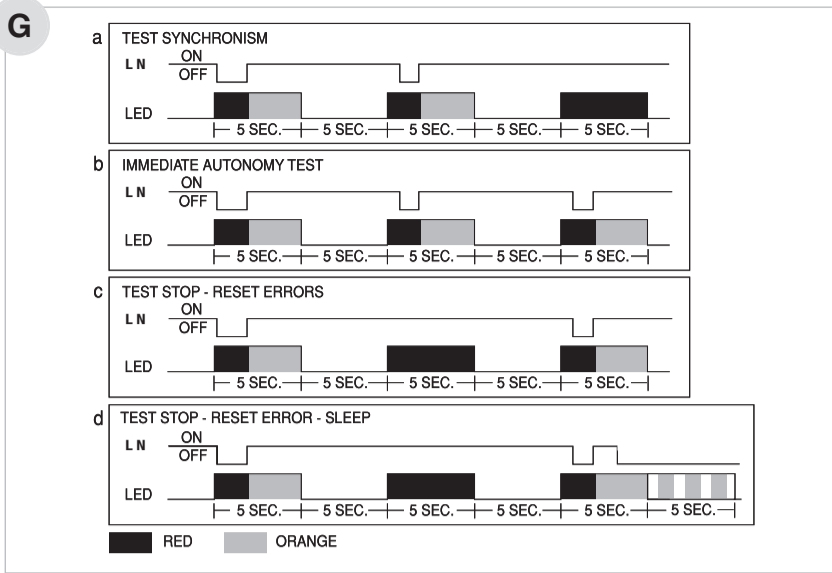 G
a TEST SYNCHRONISM
ON
L N
OFF
LED
5 SEC. 5 SEC. 5 SEC. 5 SEC. 5 SEC.
b IMMEDIATE AUTONOMY TEST
ON
L N
OFF
LED
5 SEC. 5 SEC. 5 SEC. 5 SEC. 5 SEC.
c TEST STOP - RESET ERRORS
ON
L N
OFF
LED
5 SEC. 5 SEC. 5 SEC. 5 SEC. 5 SEC.
d TEST STOP - RESET ERROR - SLEEP
ON
L N
OFF
LED
5 SEC. 5 SEC. 5 SEC. 5 SEC. 5 SEC. 5 SEC.
RED ORANGE